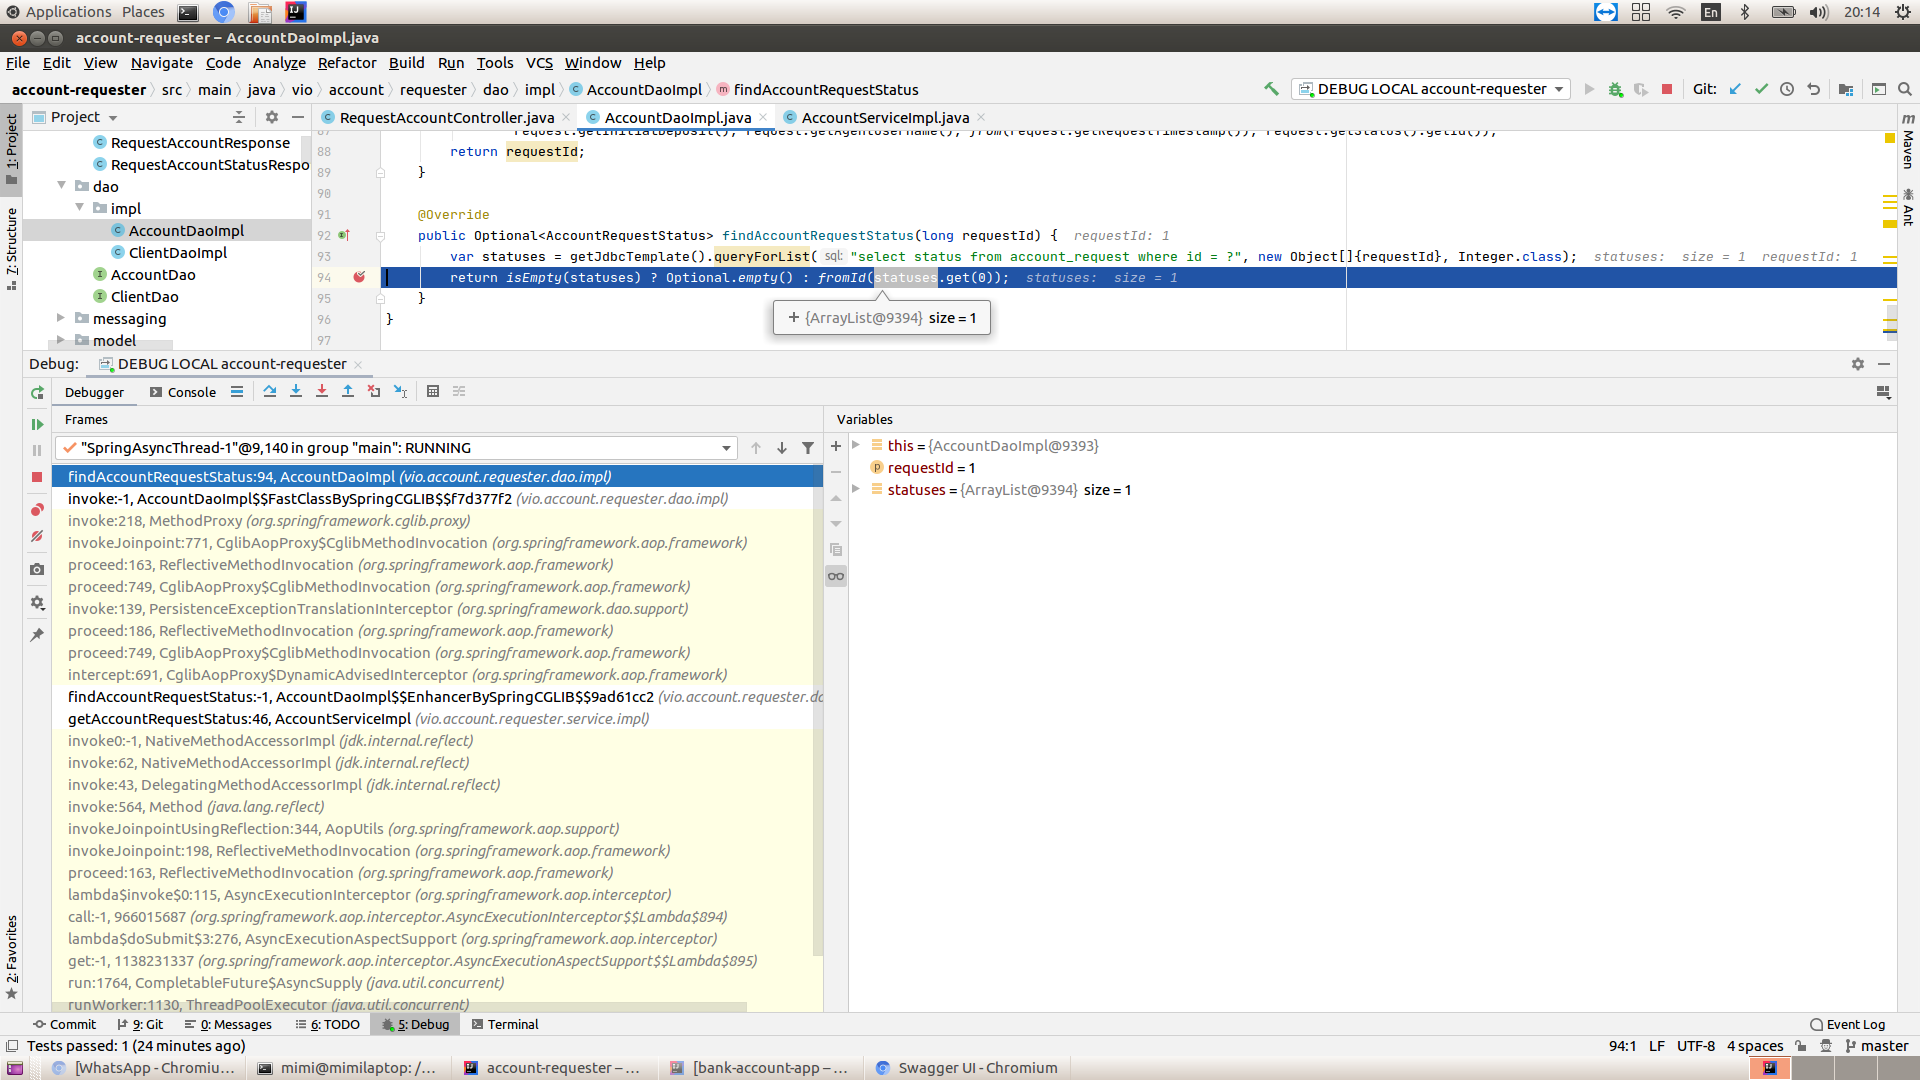 Applications Places En 20:14
account-requester – AccountDaoImpl.java
File Edit View Navigate Code Analyze Refactor Build Run Tools VCS Window Help
account-requester src main java vio account requester dao impl AccountDaoImpl findAccountRequestStatus DEBUG LOCAL account-requester Git:
Project RequestAccountController.java AccountDaoImpl.java AccountServiceImpl.java
1: Project
7: Structure
2: Favorites
Maven
Ant
RequestAccountResponse
RequestAccountStatusRespo
dao
impl
AccountDaoImpl
ClientDaoImpl
AccountDao
ClientDao
messaging
model
87 request.getInitialDeposit(), request.getAgentUsername(), from(request.getRequestTimestamp()), request.getStatus().getId());
88 return requestId;
89 }
90
91 @Override
92 public Optional<AccountRequestStatus> findAccountRequestStatus(long requestId) { requestId: 1
93 var statuses = getJdbcTemplate().queryForList( sql: "select status from account_request where id = ?", new Object[]{requestId}, Integer.class); statuses: size = 1 requestId: 1
94 return isEmpty(statuses) ? Optional.empty() : fromId(statuses.get(0)); statuses: size = 1
95 }
96 }
97
+ {ArrayList@9394} size = 1
Debug: DEBUG LOCAL account-requester
Debugger Console
Frames
"SpringAsyncThread-1"@9,140 in group "main": RUNNING
findAccountRequestStatus:94, AccountDaoImpl (vio.account.requester.dao.impl)
invoke:-1, AccountDaoImpl$$FastClassBySpringCGLIB$$f7d377f2 (vio.account.requester.dao.impl)
invoke:218, MethodProxy (org.springframework.cglib.proxy)
invokeJoinpoint:771, CglibAopProxy$CglibMethodInvocation (org.springframework.aop.framework)
proceed:163, ReflectiveMethodInvocation (org.springframework.aop.framework)
proceed:749, CglibAopProxy$CglibMethodInvocation (org.springframework.aop.framework)
invoke:139, PersistenceExceptionTranslationInterceptor (org.springframework.dao.support)
proceed:186, ReflectiveMethodInvocation (org.springframework.aop.framework)
proceed:749, CglibAopProxy$CglibMethodInvocation (org.springframework.aop.framework)
intercept:691, CglibAopProxy$DynamicAdvisedInterceptor (org.springframework.aop.framework)
findAccountRequestStatus:-1, AccountDaoImpl$$EnhancerBySpringCGLIB$$9ad61cc2 (vio.account.requester.da
getAccountRequestStatus:46, AccountServiceImpl (vio.account.requester.service.impl)
invoke0:-1, NativeMethodAccessorImpl (jdk.internal.reflect)
invoke:62, NativeMethodAccessorImpl (jdk.internal.reflect)
invoke:43, DelegatingMethodAccessorImpl (jdk.internal.reflect)
invoke:564, Method (java.lang.reflect)
invokeJoinpointUsingReflection:344, AopUtils (org.springframework.aop.support)
invokeJoinpoint:198, ReflectiveMethodInvocation (org.springframework.aop.framework)
proceed:163, ReflectiveMethodInvocation (org.springframework.aop.framework)
lambda$invoke$0:115, AsyncExecutionInterceptor (org.springframework.aop.interceptor)
call:-1, 966015687 (org.springframework.aop.interceptor.AsyncExecutionInterceptor$$Lambda$894)
lambda$doSubmit$3:276, AsyncExecutionAspectSupport (org.springframework.aop.interceptor)
get:-1, 1138231337 (org.springframework.aop.interceptor.AsyncExecutionAspectSupport$$Lambda$895)
run:1764, CompletableFuture$AsyncSupply (java.util.concurrent)
runWorker:1130, ThreadPoolExecutor (java.util.concurrent)
Variables
this = {AccountDaoImpl@9393}
requestId = 1
statuses = {ArrayList@9394} size = 1
Commit 9: Git 0: Messages 6: TODO 5: Debug Terminal Event Log
Tests passed: 1 (24 minutes ago) 94:1 LF UTF-8 4 spaces master
[WhatsApp - Chromiu... mimi@mimilaptop: /... account-requester – ... [bank-account-app – ... Swagger UI - Chromium